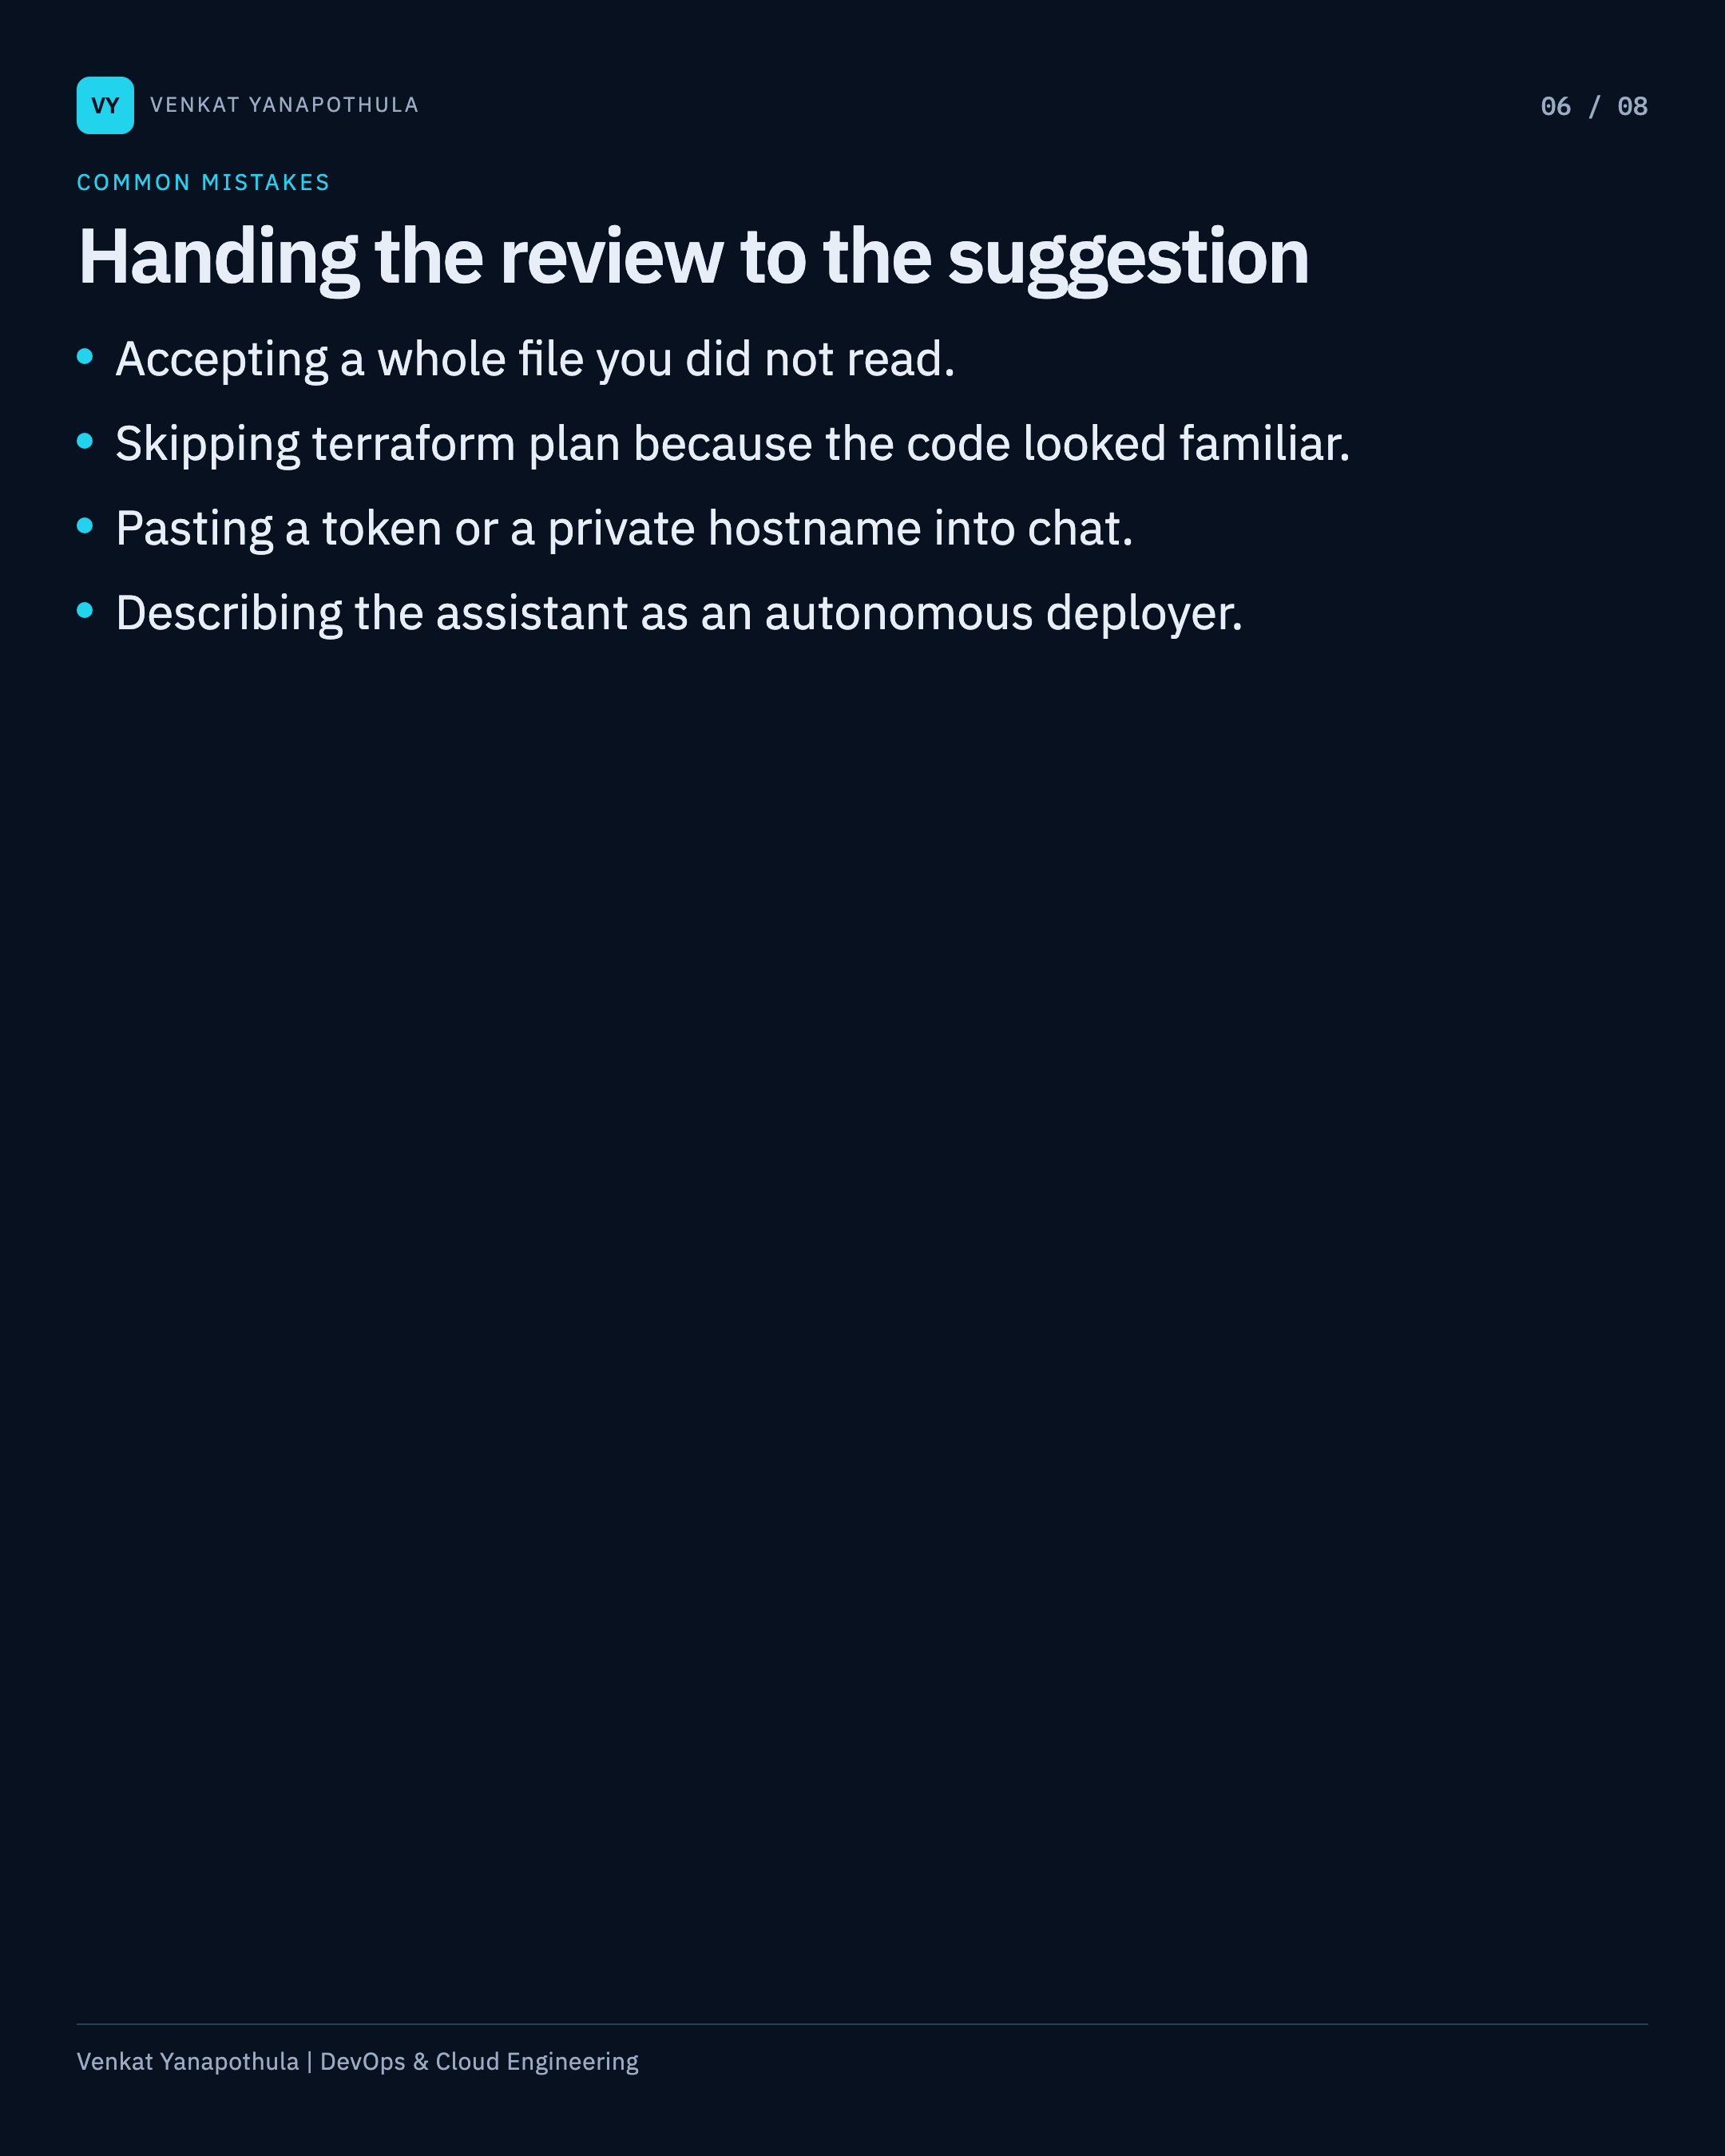 VY VENKAT YANAPOTHULA
06 / 08
COMMON MISTAKES
Handing the review to the suggestion
Accepting a whole file you did not read.
Skipping terraform plan because the code looked familiar.
Pasting a token or a private hostname into chat.
Describing the assistant as an autonomous deployer.
Venkat Yanapothula | DevOps & Cloud Engineering